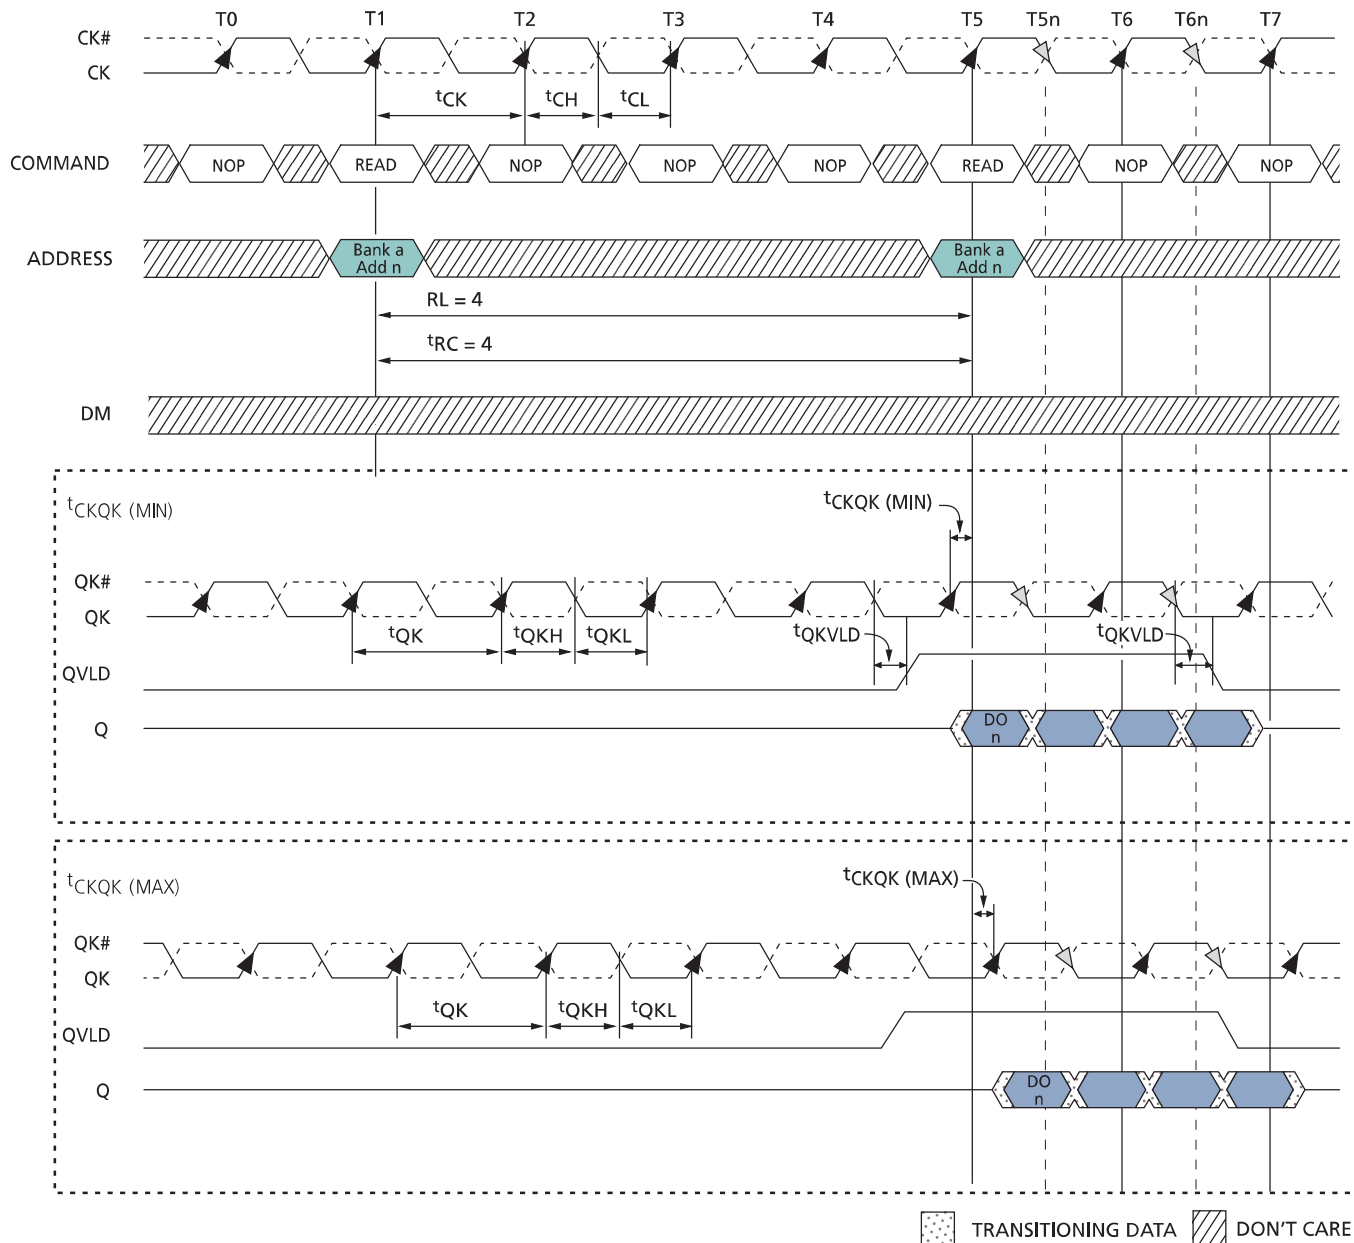 T0 T1 T2 T3 T4 T5 T5n T6 T6n T7
CK#
CK
tCK tCH tCL
COMMAND NOP READ NOP NOP NOP READ NOP NOP
ADDRESS Bank a Add n Bank a Add n
RL = 4
tRC = 4
DM
tCKQK (MIN)
tCKQK (MIN)
QK#
QK
tQK tQKH tQKL tQKVLD tQKVLD
QVLD
Q DO n
tCKQK (MAX)
tCKQK (MAX)
QK#
QK
tQK tQKH tQKL
QVLD
Q DO n
TRANSITIONING DATA DON'T CARE